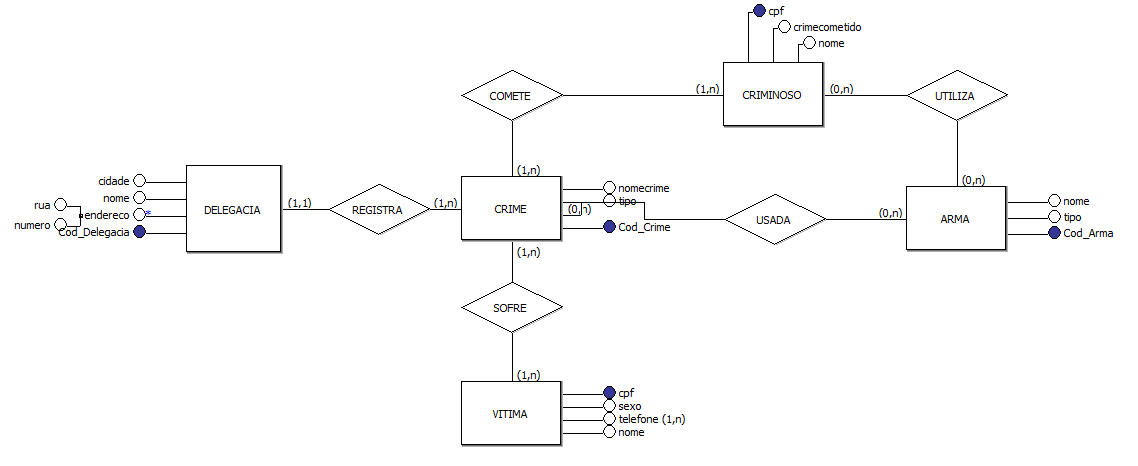 cpf
crimecometido
nome
COMETE
(1,n)
CRIMINOSO
(0,n)
UTILIZA
(1,n)
(0,n)
cidade
nome
rua
endereco*
numero
Cod_Delegacia
DELEGACIA
(1,1)
REGISTRA
(1,n)
CRIME
nomecrime
tipo
(0,n)
Cod_Crime
USADA
(0,n)
ARMA
nome
tipo
Cod_Arma
(1,n)
SOFRE
(1,n)
VITIMA
cpf
sexo
telefone (1,n)
nome